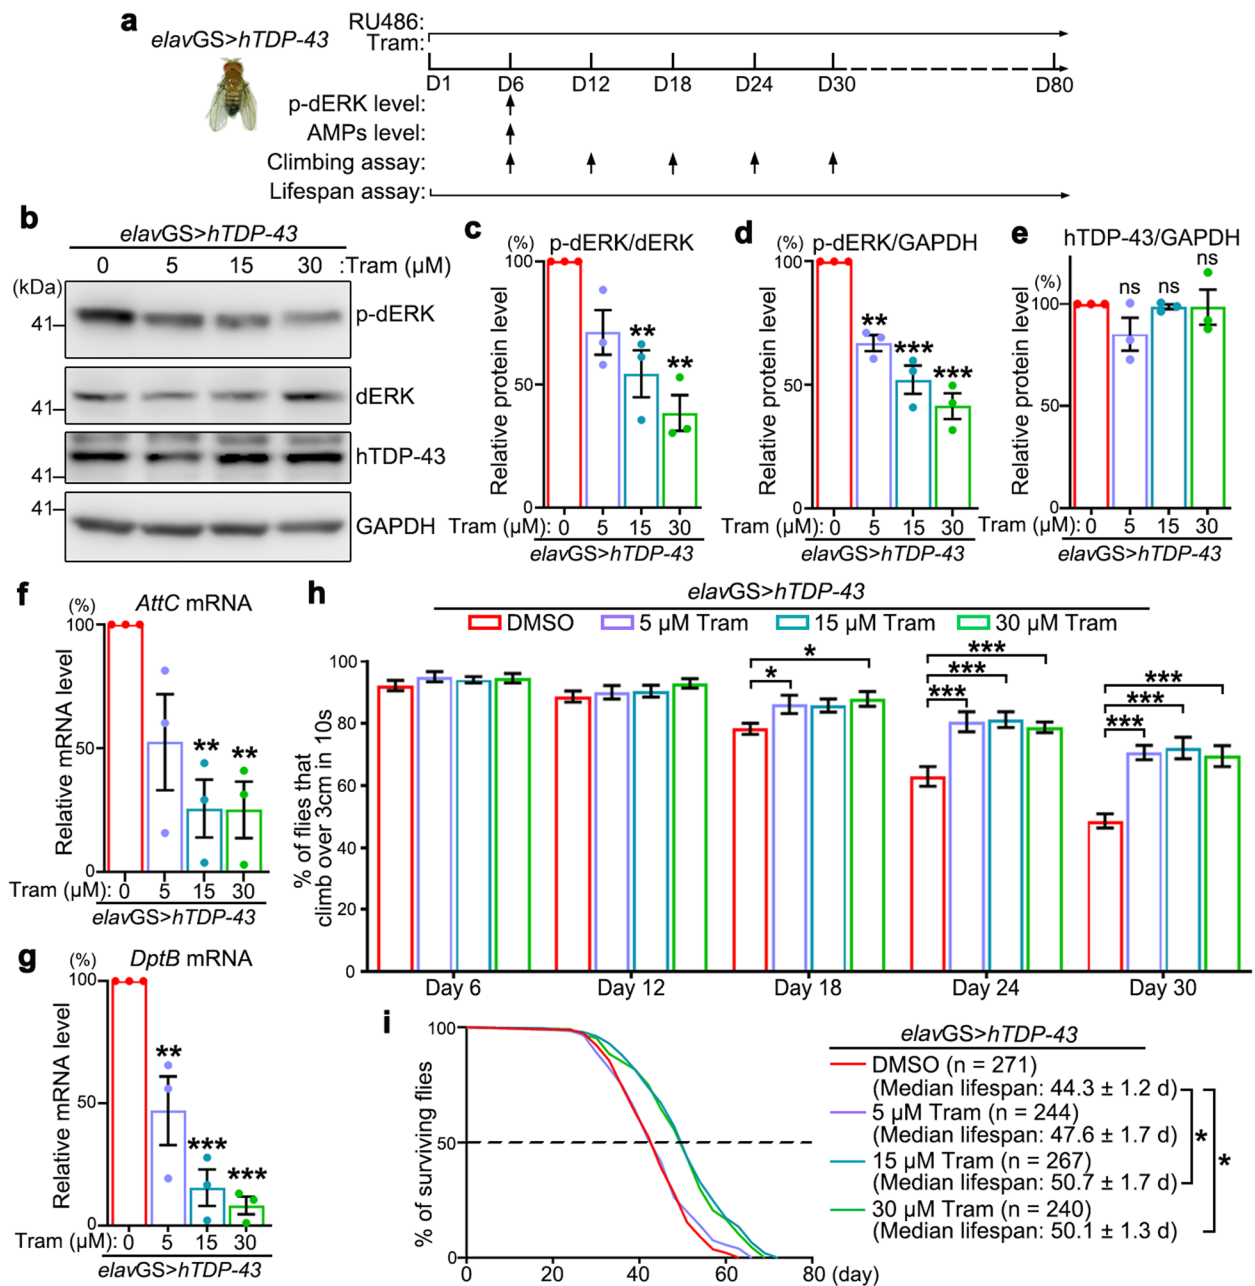 a
elavGS>hTDP-43
RU486:
Tram:
D1 D6 D12 D18 D24 D30 D80
p-dERK level:
AMPs level:
Climbing assay:
Lifespan assay:
b
elavGS>hTDP-43
0 5 15 30 :Tram (µM)
(kDa)
41 p-dERK
41 dERK
41 hTDP-43
41 GAPDH
c
(%) p-dERK/dERK
Relative protein level
100
50
0
** **
Tram (µM): 0 5 15 30
elavGS>hTDP-43
d
(%) p-dERK/GAPDH
Relative protein level
100
50
0
** *** ***
Tram (µM): 0 5 15 30
elavGS>hTDP-43
e
hTDP-43/GAPDH
(%)
Relative protein level
100
50
0
ns ns ns
Tram (µM): 0 5 15 30
elavGS>hTDP-43
f
(%) AttC mRNA
Relative mRNA level
100
50
0
** **
Tram (µM): 0 5 15 30
elavGS>hTDP-43
g
(%) DptB mRNA
Relative mRNA level
100
50
0
** *** ***
Tram (µM): 0 5 15 30
elavGS>hTDP-43
h
elavGS>hTDP-43
DMSO 5 µM Tram 15 µM Tram 30 µM Tram
% of flies that
climb over 3cm in 10s
100
80
60
40
20
0
* *
*** *** ***
*** *** ***
Day 6 Day 12 Day 18 Day 24 Day 30
i
% of surviving flies
100
50
0
0 20 40 60 80 (day)
elavGS>hTDP-43
DMSO (n = 271)
(Median lifespan: 44.3 ± 1.2 d)
5 µM Tram (n = 244)
(Median lifespan: 47.6 ± 1.7 d)
15 µM Tram (n = 267)
(Median lifespan: 50.7 ± 1.7 d)
30 µM Tram (n = 240)
(Median lifespan: 50.1 ± 1.3 d)
* *